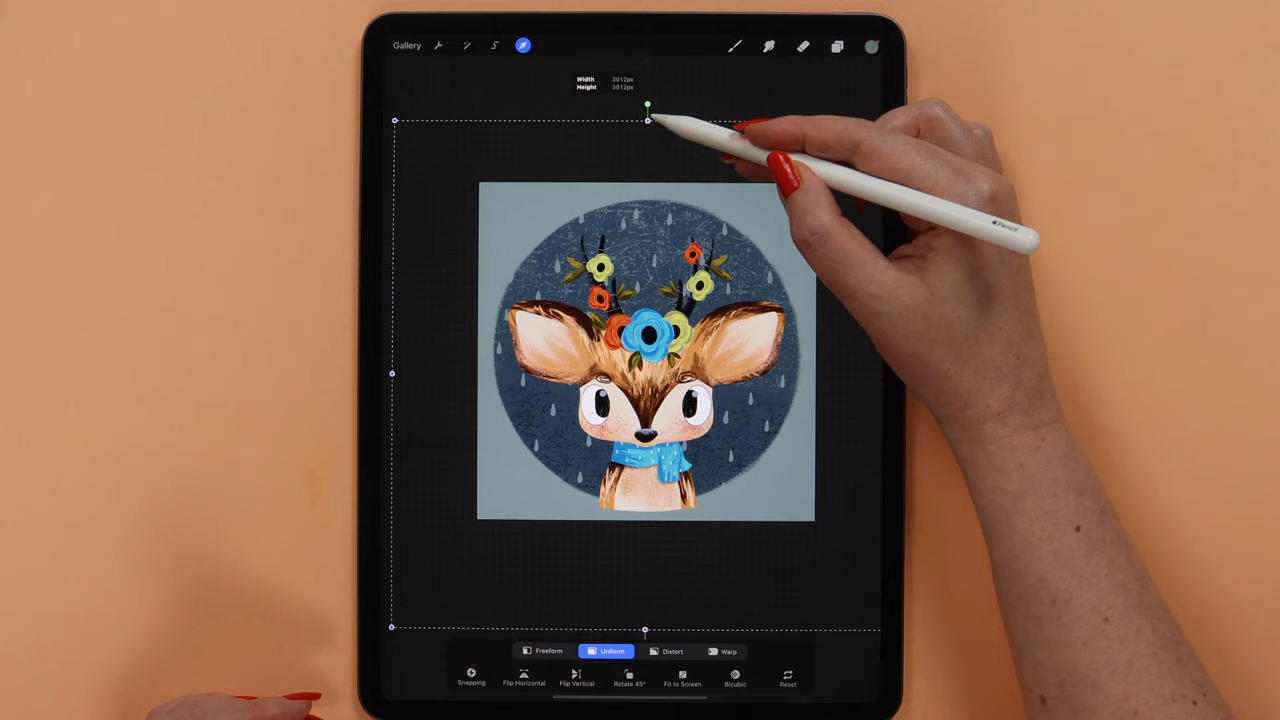 Gallery
Width 3012px
Height 3012px
Freeform Uniform Distort Warp
Snapping Flip Horizontal Flip Vertical Rotate 45° Fit to Screen Bicubic Reset
Pencil